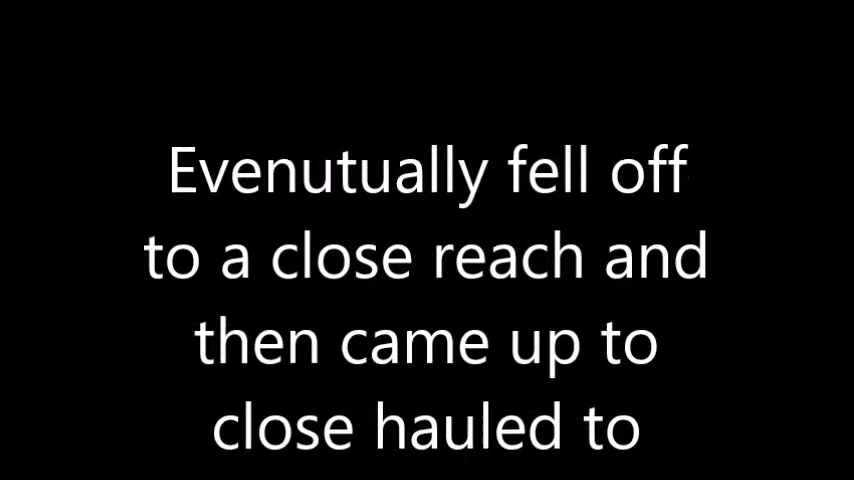 Evenutually fell off
to a close reach and
then came up to
close hauled to